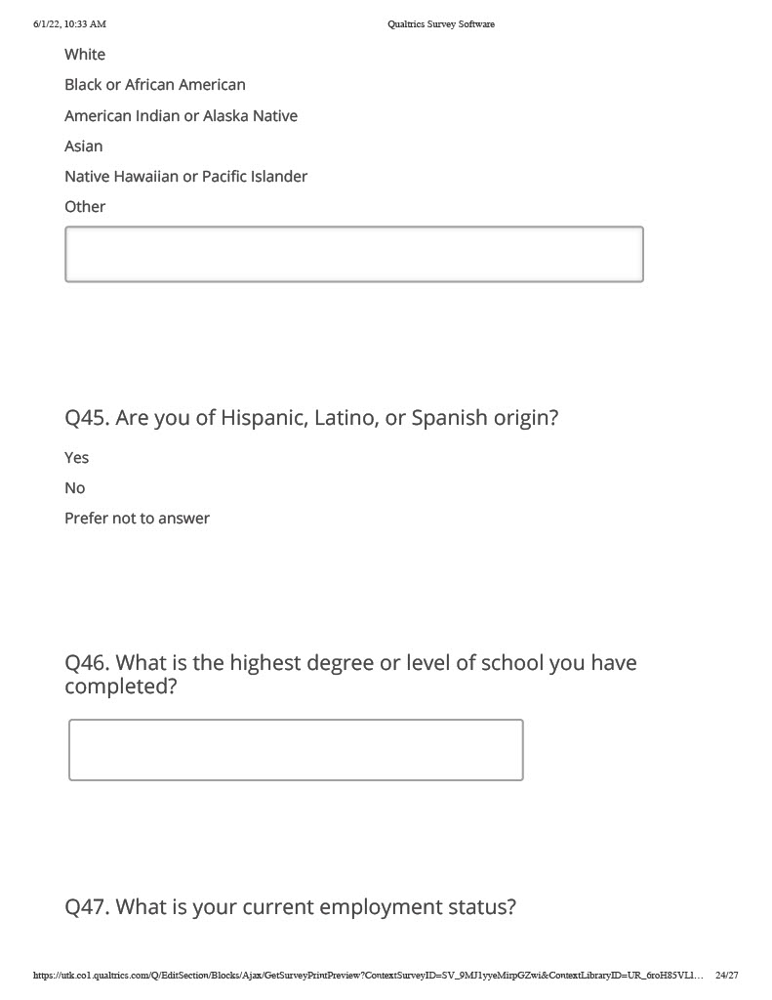 6/1/22, 10:33 AM
Qualtrics Survey Software
White
Black or African American
American Indian or Alaska Native
Asian
Native Hawaiian or Pacific Islander
Other
Q45. Are you of Hispanic, Latino, or Spanish origin?
Yes
No
Prefer not to answer
Q46. What is the highest degree or level of school you have
completed?
Q47. What is your current employment status?
https://utk.co1.qualtrics.com/Q/EditSection/Blocks/Ajax/GetSurveyPrintPreview?ContextSurveyID=SV_9MJ1yyeMirpGZwi&ContextLibraryID=UR_6roH85VLl…
24/27